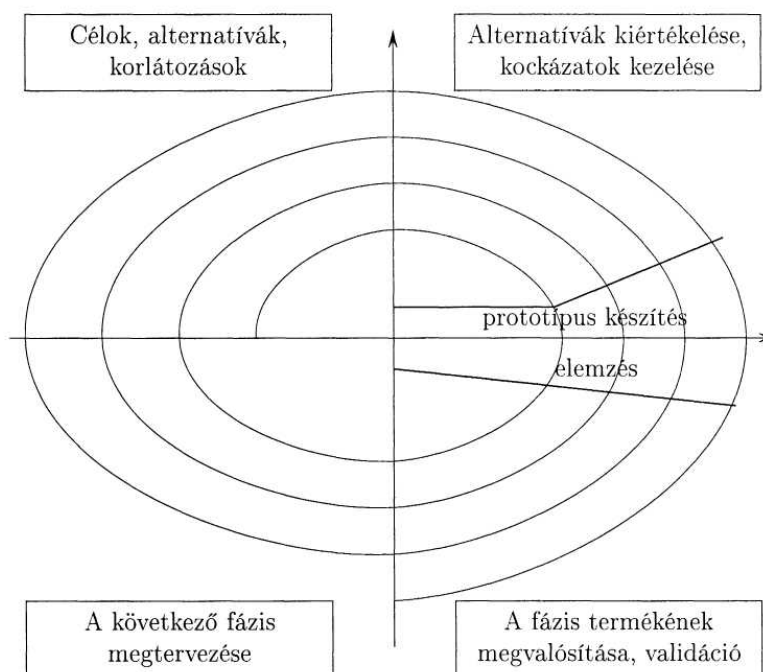 Célok, alternatívák,
korlátozások
Alternatívák kiértékelése,
kockázatok kezelése
prototípus készítés
elemzés
A következő fázis
megtervezése
A fázis termékének
megvalósítása, validáció